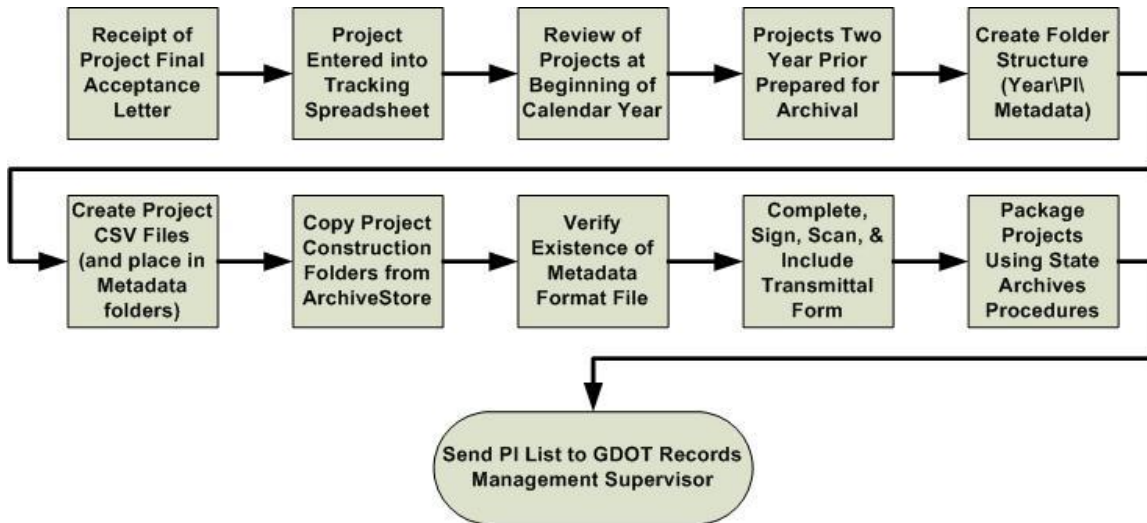 Receipt of
Project Final
Acceptance
Letter
Project
Entered into
Tracking
Spreadsheet
Review of
Projects at
Beginning of
Calendar Year
Projects Two
Year Prior
Prepared for
Archival
Create Folder
Structure
(Year\PI\
Metadata)
Create Project
CSV Files
(and place in
Metadata
folders)
Copy Project
Construction
Folders from
ArchiveStore
Verify
Existence of
Metadata
Format File
Complete,
Sign, Scan, &
Include
Transmittal
Form
Package
Projects
Using State
Archives
Procedures
Send PI List to GDOT Records
Management Supervisor